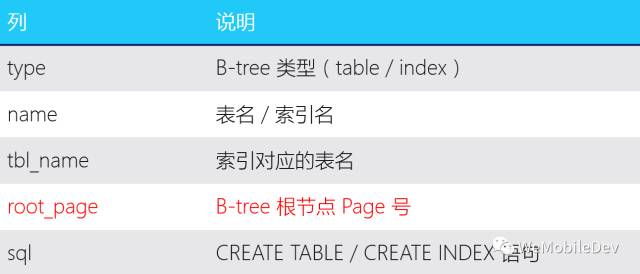 列 说明
type B-tree 类型（table / index）
name 表名 / 索引名
tbl_name 索引对应的表名
root_page B-tree 根节点 Page 号
sql CREATE TABLE / CREATE INDEX 语句
WeMobileDev